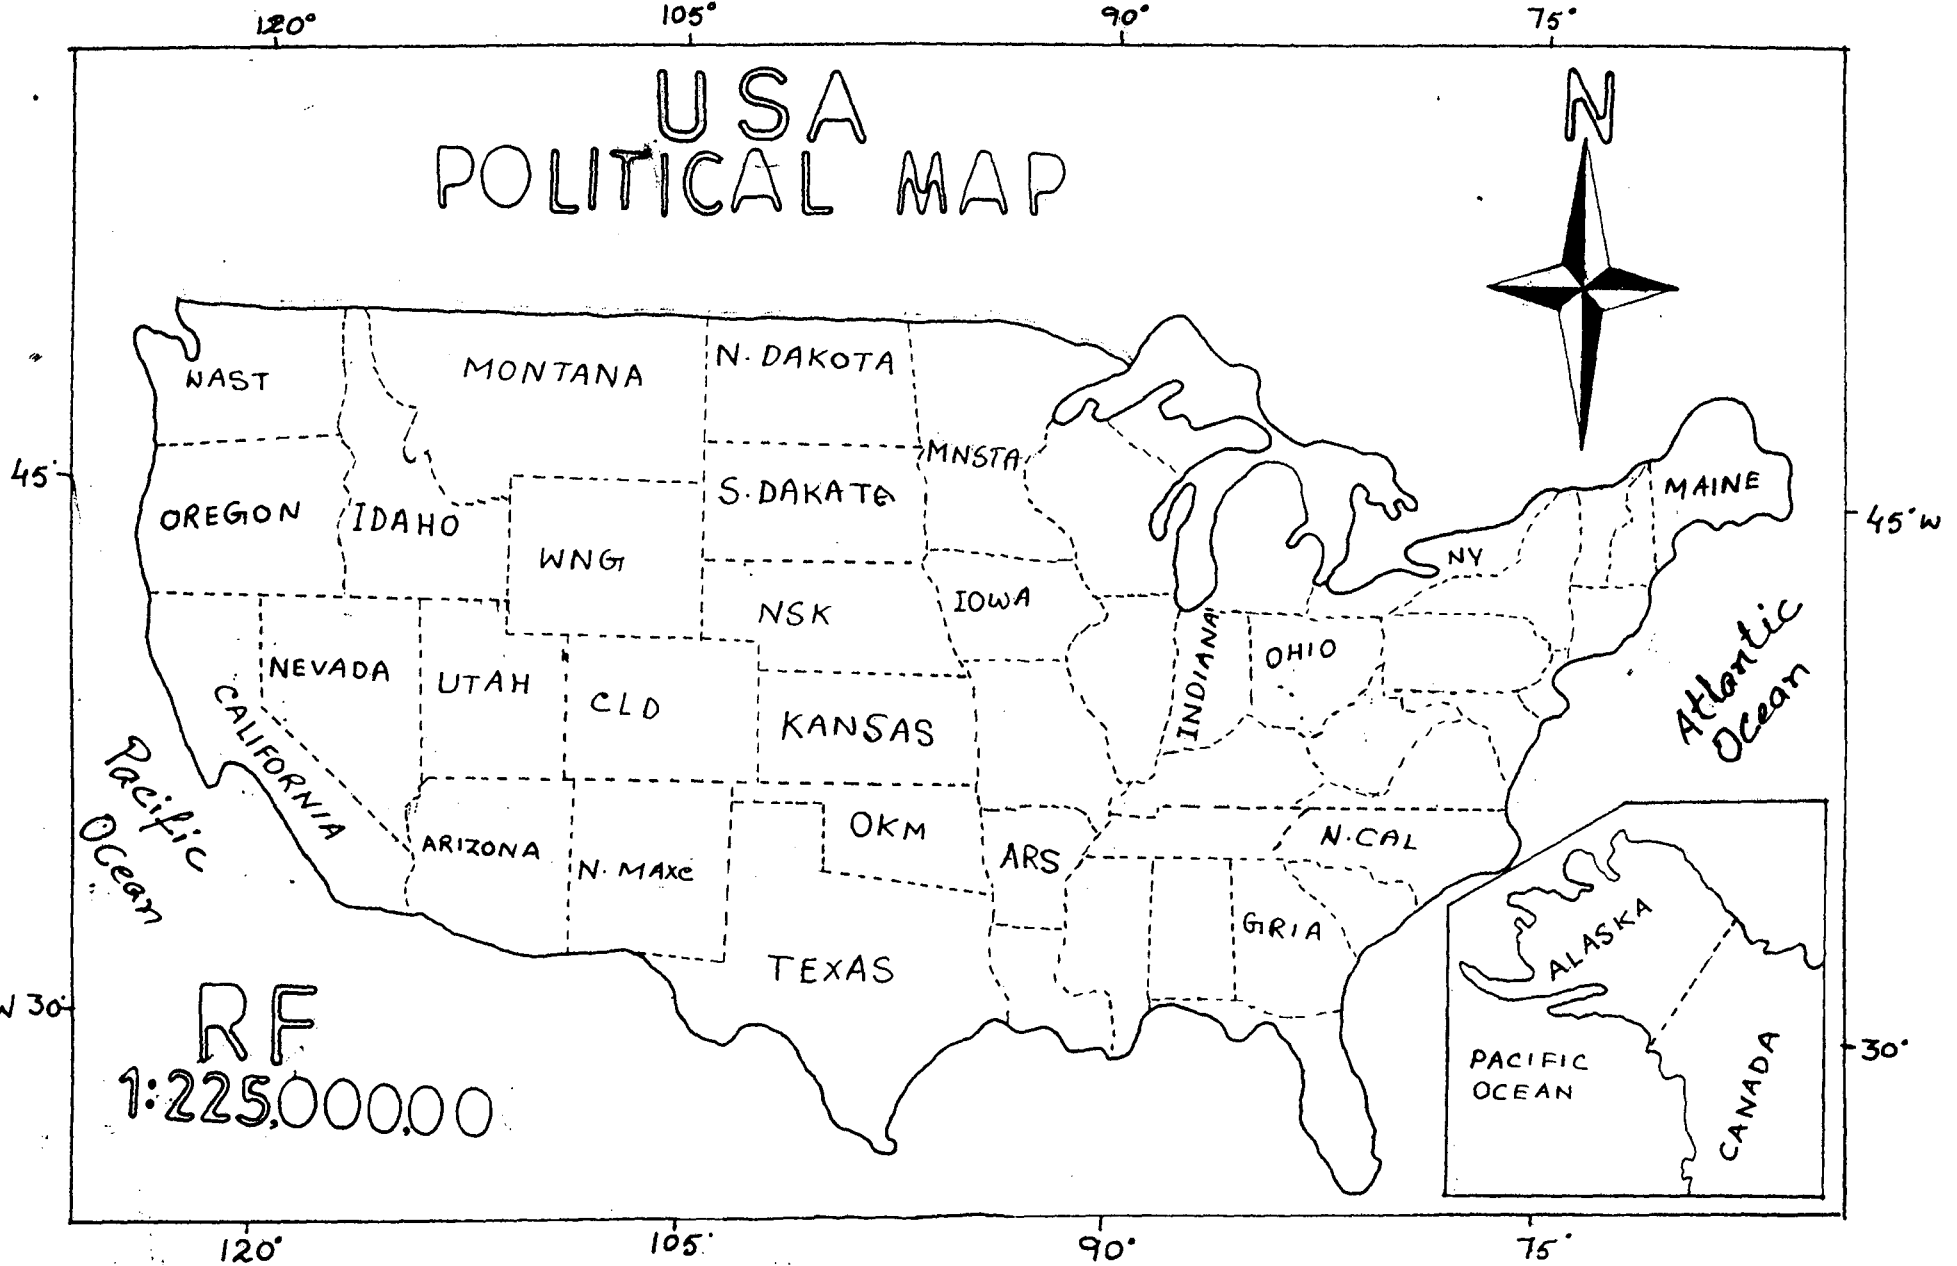 120° 105° 90° 75°
USA
POLITICAL MAP
N
WAST
MONTANA
N. DAKOTA
MNSTA
45°
OREGON
IDAHO
S. DAKATA
MAINE
45° W
WNG
NY
NSK
IOWA
INDIANA
OHIO
NEVADA
UTAH
CLD
KANSAS
CALIFORNIA
Atlantic
Ocean
Pacific
Ocean
ARIZONA
N. MAXC
OKM
ARS
N. CAL
TEXAS
GRIA
ALASKA
W 30°
RF
1:225,000,00
PACIFIC
OCEAN
CANADA
30°
120° 105° 90° 75°